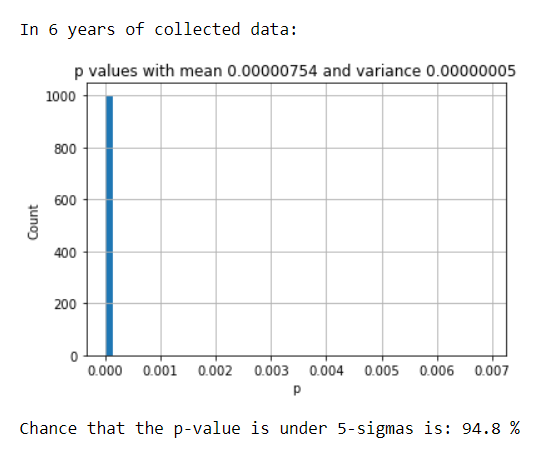 In 6 years of collected data:
p values with mean 0.00000754 and variance 0.00000005
1000
800
600
400
200
0
Count
0.000 0.001 0.002 0.003 0.004 0.005 0.006 0.007
p
Chance that the p-value is under 5-sigmas is: 94.8 %